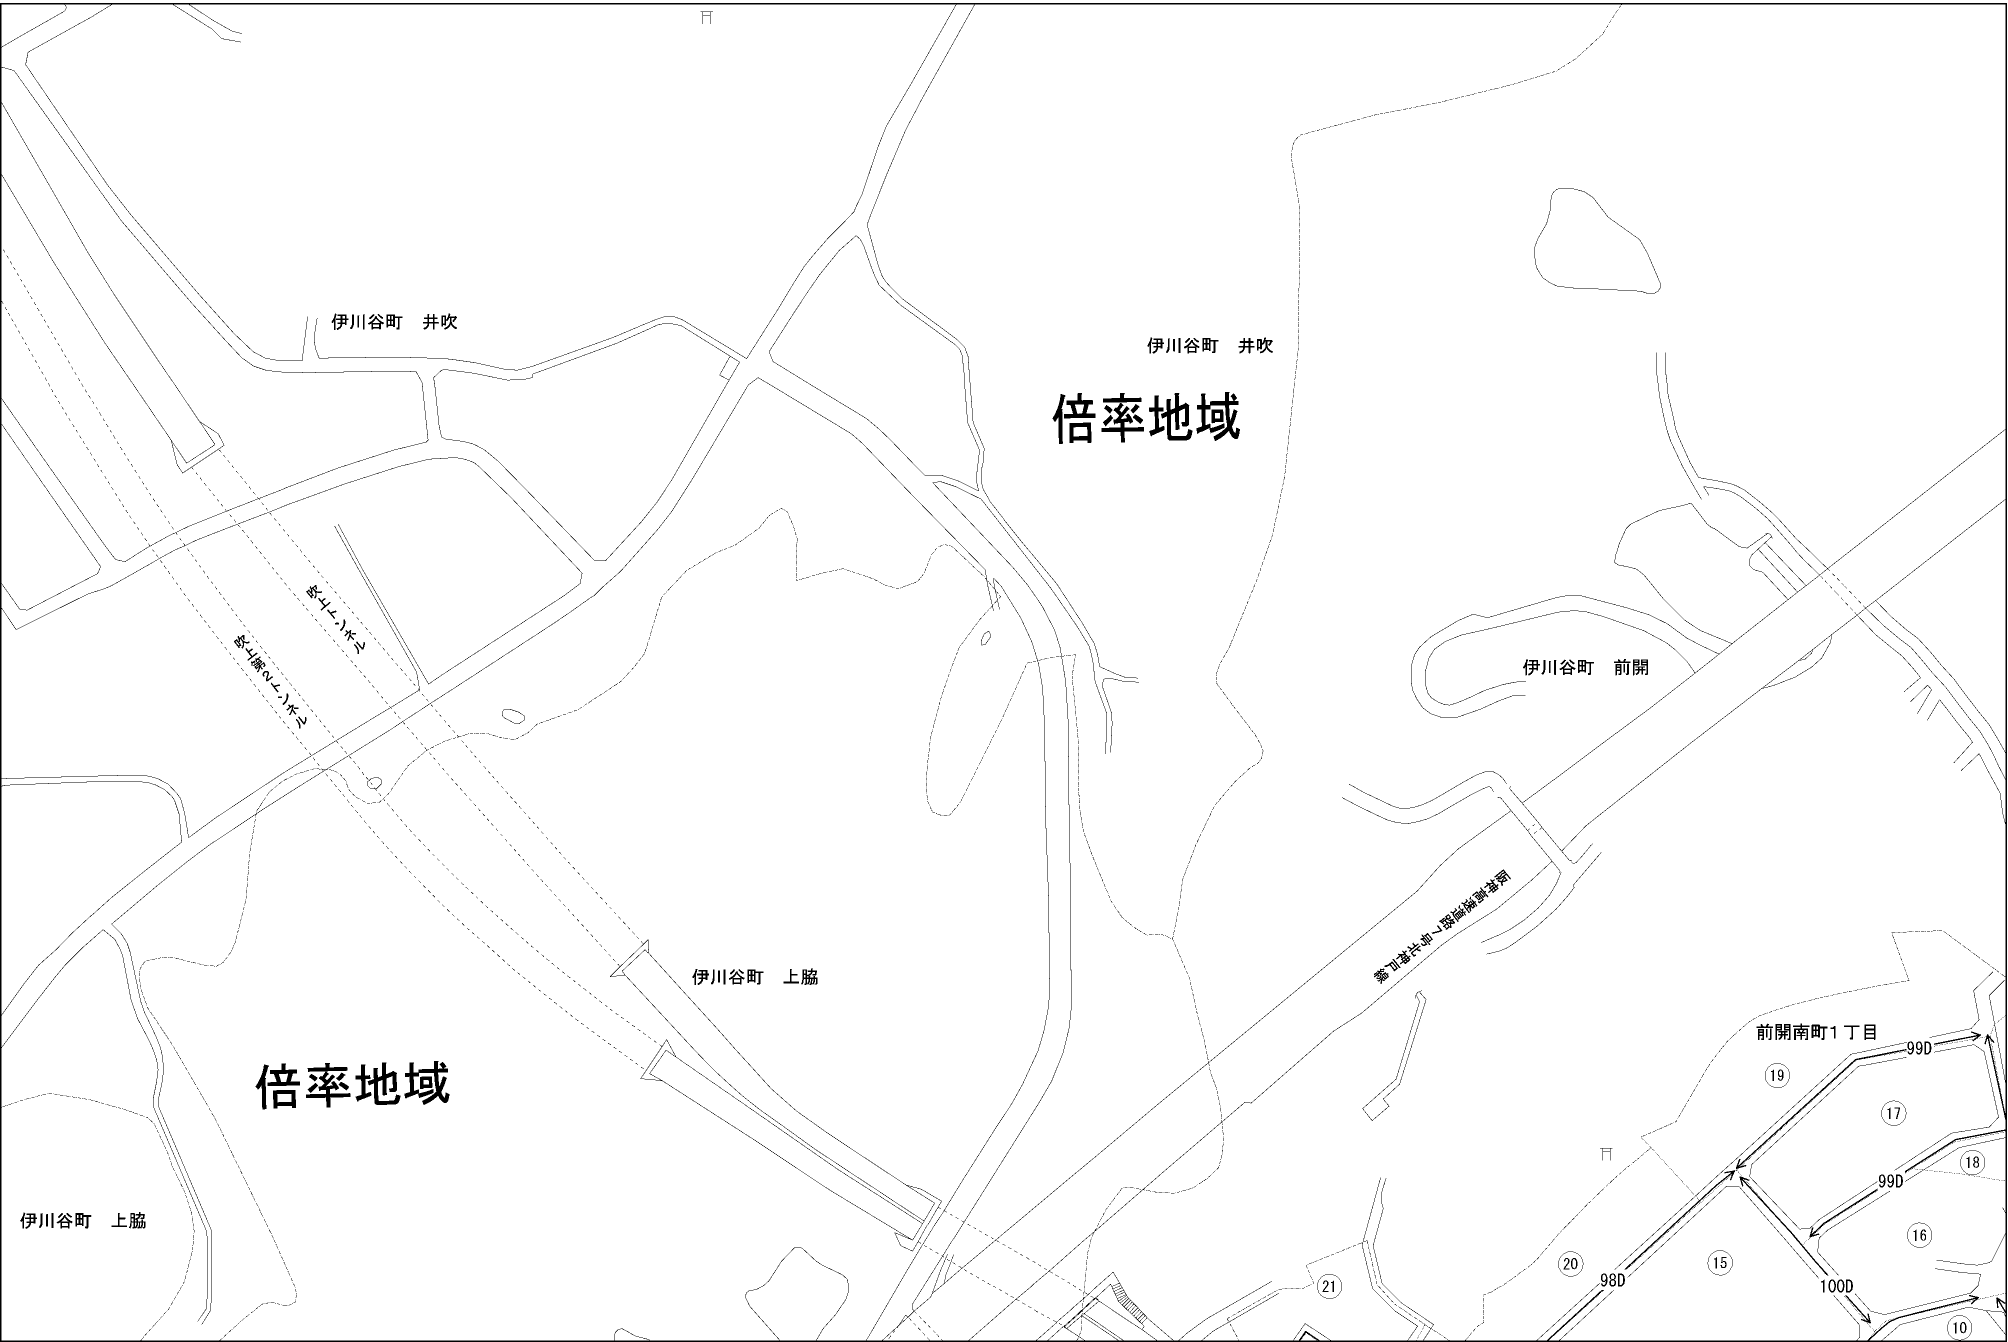 伊川谷町　井吹
伊川谷町　井吹
倍率地域
吹上トンネル
吹上第2トンネル
伊川谷町　前開
阪神高速道路7号北神戸線
伊川谷町　上脇
前開南町1丁目
99D
19
倍率地域
17
18
99D
伊川谷町　上脇
16
20
15
98D
100D
21
10